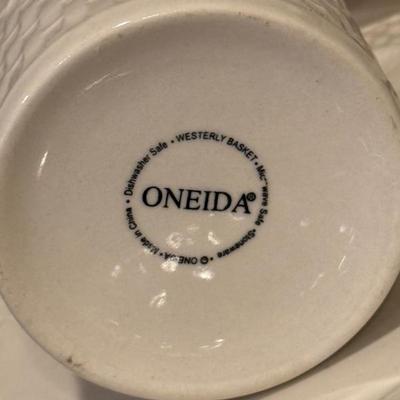 • WESTERLY BASKET • Microwave Safe • Stoneware • © ONEIDA • Made in China • Dishwasher Safe
ONEIDA®